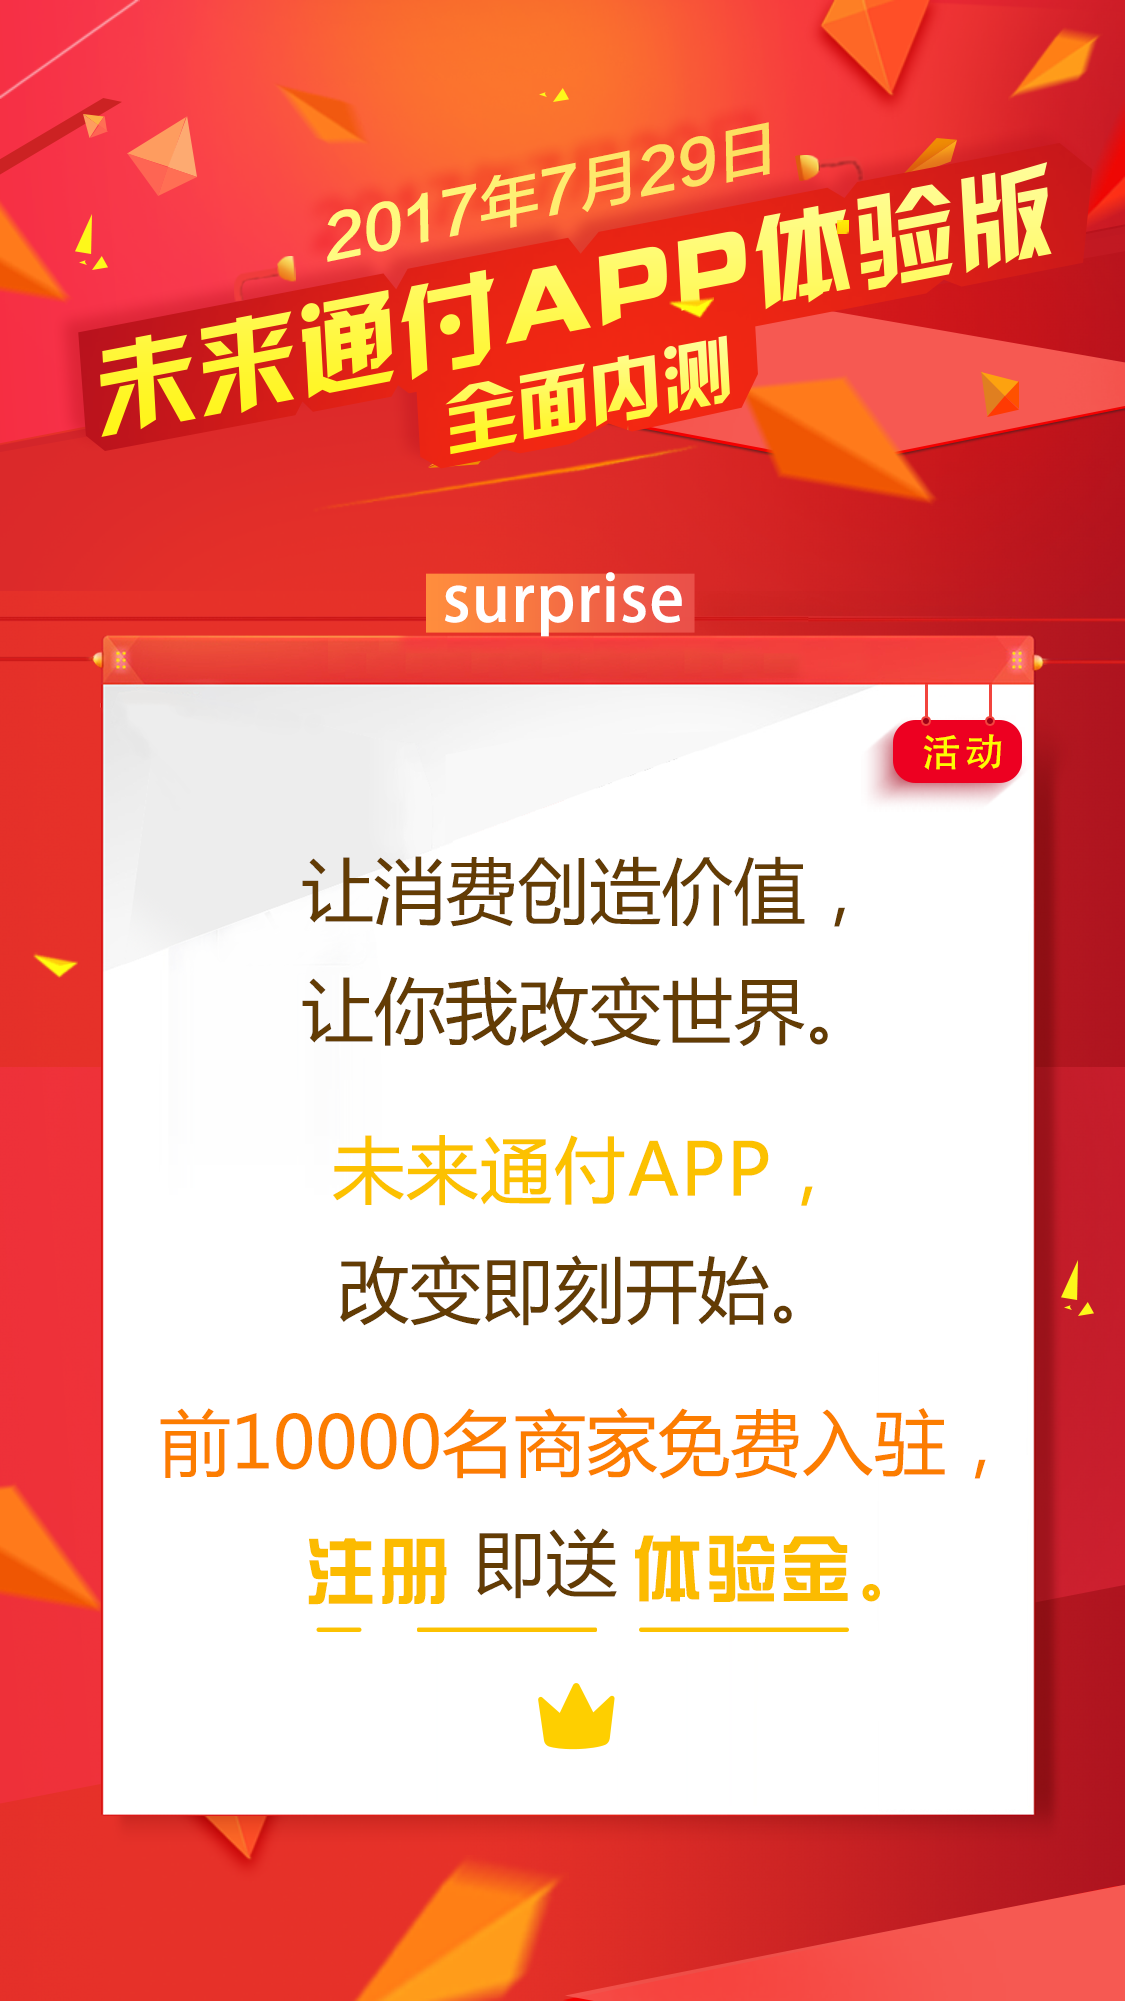 2017年7月29日
未来通付APP体验版
全面内测
surprise
活动
让消费创造价值，
让你我改变世界。
未来通付APP，
改变即刻开始。
前10000名商家免费入驻，
注册 即送 体验金。